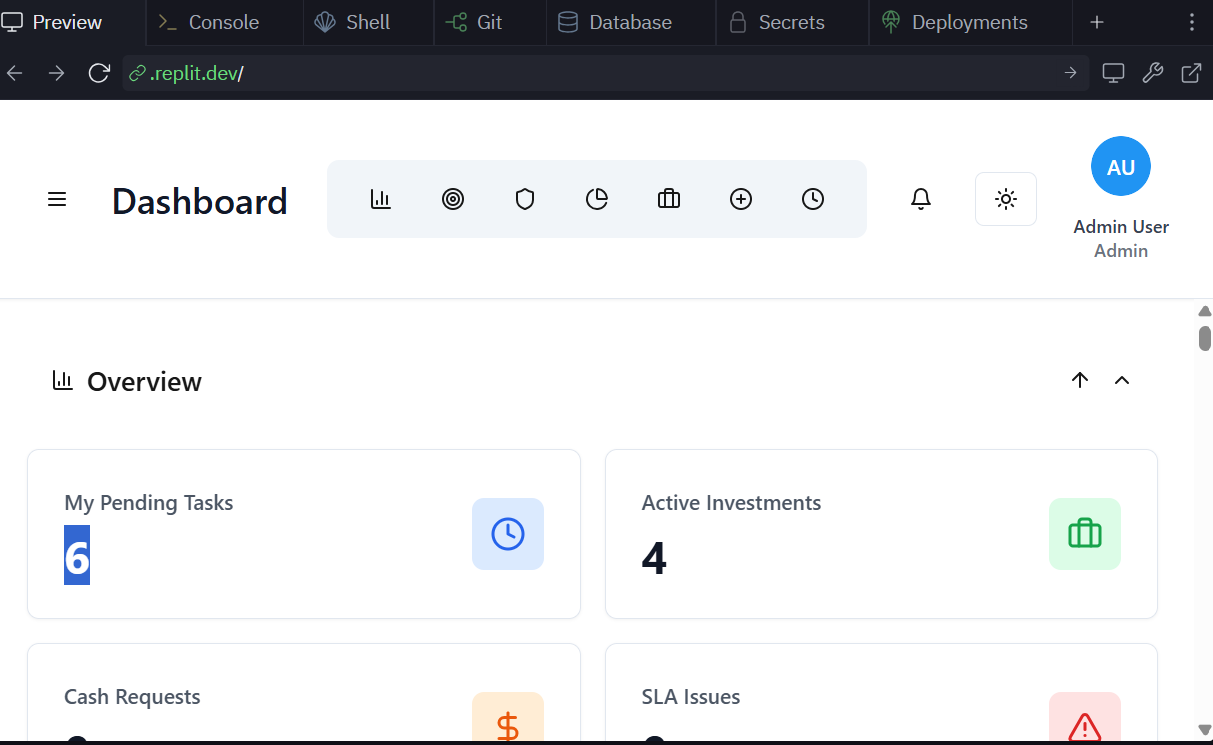 Preview Console Shell Git Database Secrets Deployments
.replit.dev/
Dashboard
AU
Admin User
Admin
Overview
My Pending Tasks
6
Active Investments
4
Cash Requests
SLA Issues